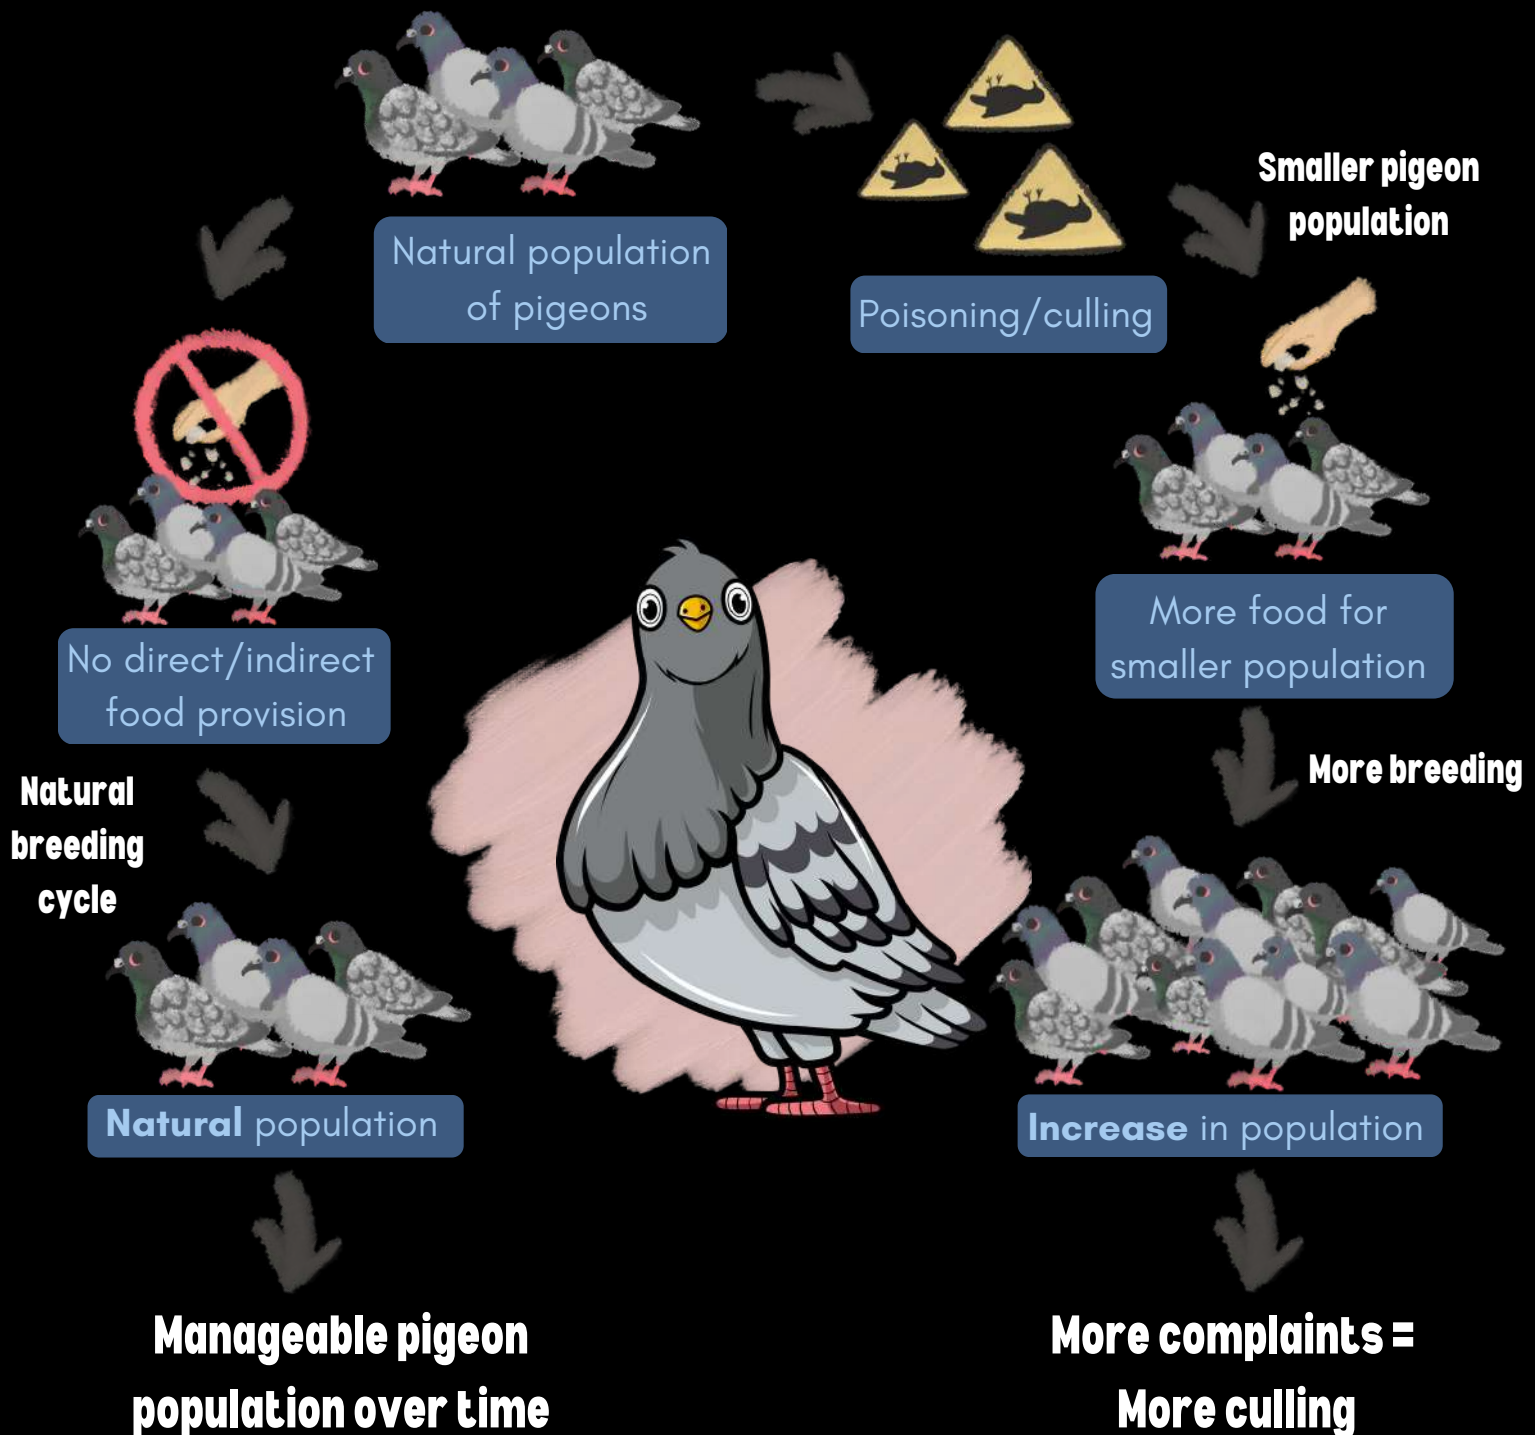 Natural population
of pigeons
Poisoning/culling
Smaller pigeon
population
No direct/indirect
food provision
More food for
smaller population
Natural
breeding
cycle
More breeding
Natural population
Increase in population
Manageable pigeon
population over time
More complaints =
More culling